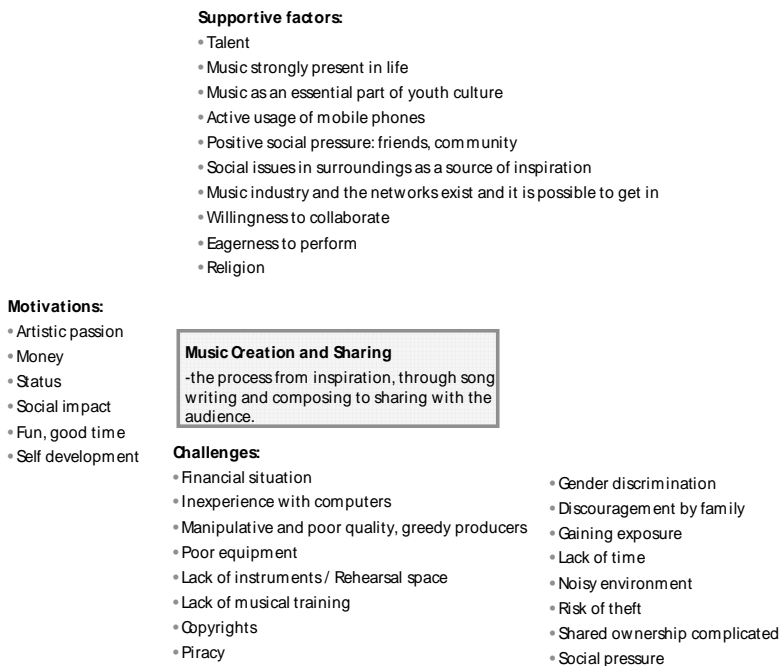 Supportive factors:
• Talent
• Music strongly present in life
• Music as an essential part of youth culture
• Active usage of mobile phones
• Positive social pressure: friends, community
• Social issues in surroundings as a source of inspiration
• Music industry and the networks exist and it is possible to get in
• Willingness to collaborate
• Eagerness to perform
• Religion
Motivations:
• Artistic passion
• Money
• Status
• Social impact
• Fun, good time
• Self development
Music Creation and Sharing
-the process from inspiration, through song
writing and composing to sharing with the
audience.
Challenges:
• Financial situation
• Inexperience with computers
• Manipulative and poor quality, greedy producers
• Poor equipment
• Lack of instruments / Rehearsal space
• Lack of musical training
• Copyrights
• Piracy
• Gender discrimination
• Discouragement by family
• Gaining exposure
• Lack of time
• Noisy environment
• Risk of theft
• Shared ownership complicated
• Social pressure